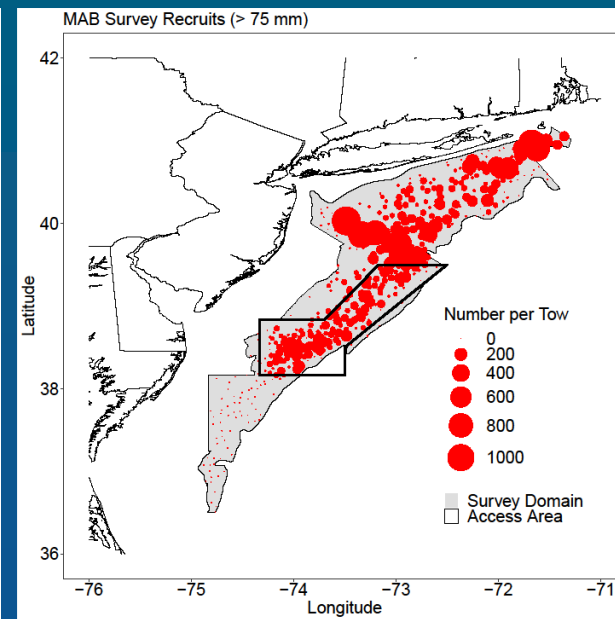 MAB Survey Recruits (> 75 mm)
42
40
38
36
Latitude
Number per Tow
0
200
400
600
800
1000
Survey Domain
Access Area
−76
−75
−74
−73
−72
−71
Longitude